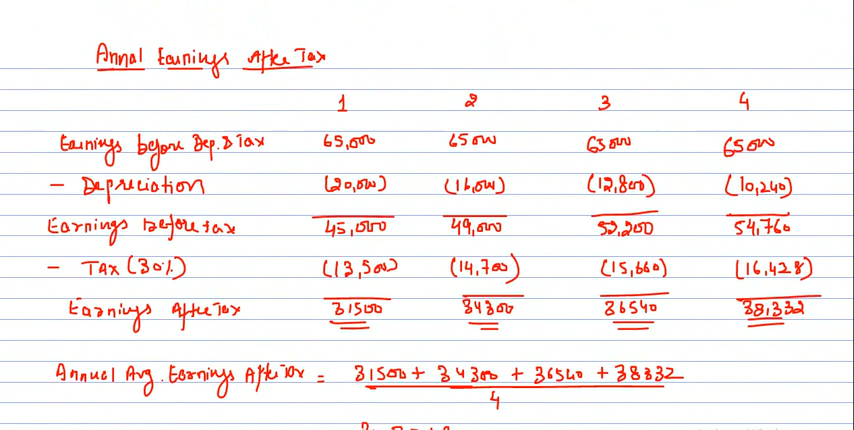 Annal Earnings After Tax
1 2 3 4
Earnings before Dep. & Tax 65,000 65000 65000 65000
- Depreciation (20,000) (16,000) (12,800) (10,240)
Earnings before tax 45,000 49,000 52,200 54,760
- Tax (30%) (13,500) (14,700) (15,660) (16,428)
Earnings After Tax 31500 34300 36540 38,332
Annual Avg. Earnings After Tax = 31500 + 34300 + 36540 + 38332
4